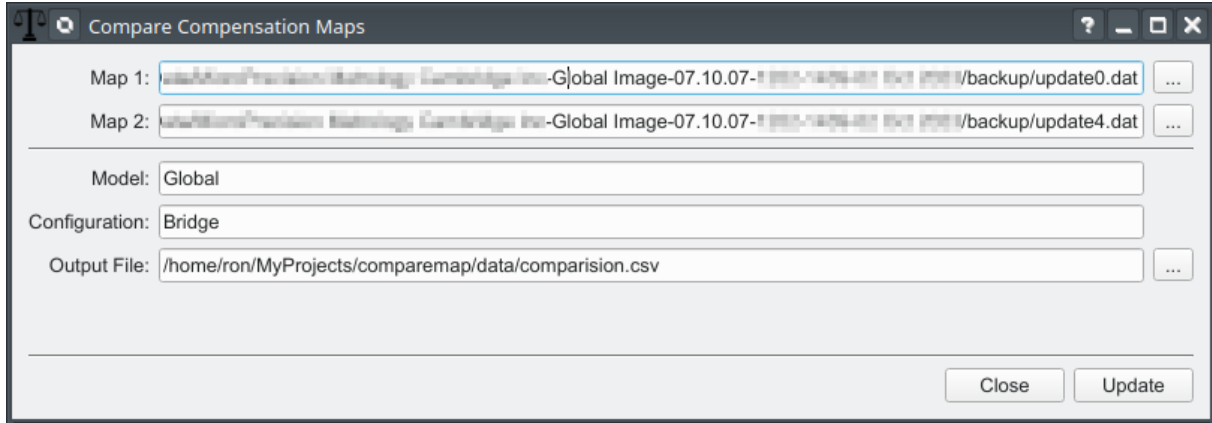 Compare Compensation Maps
?
Map 1: -Global Image-07.10.07- /backup/update0.dat ...
Map 2: -Global Image-07.10.07- /backup/update4.dat ...
Model: Global
Configuration: Bridge
Output File: /home/ron/MyProjects/comparemap/data/comparision.csv ...
Close Update